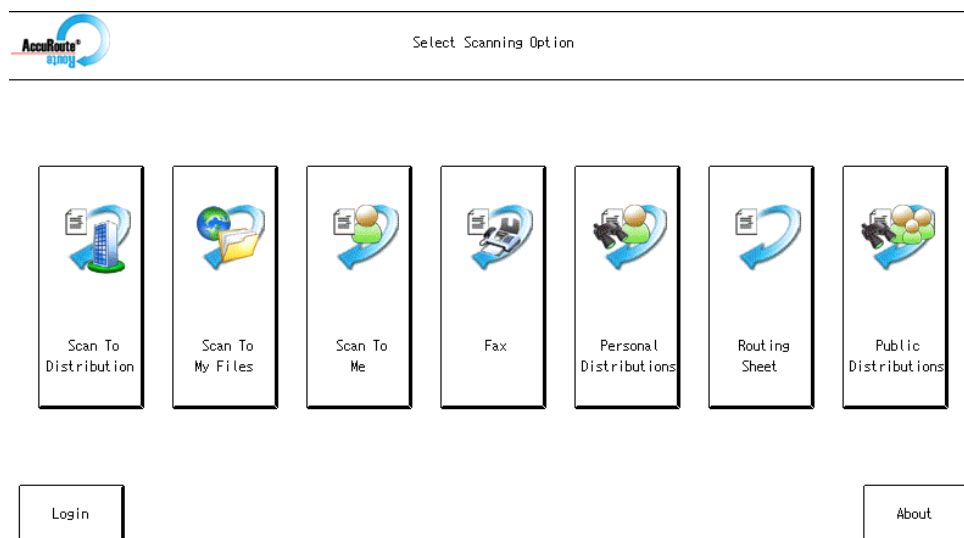 AccuRoute®
Route
Select Scanning Option
Scan To
Distribution
Scan To
My Files
Scan To
Me
Fax
Personal
Distributions
Routing
Sheet
Public
Distributions
Login
About